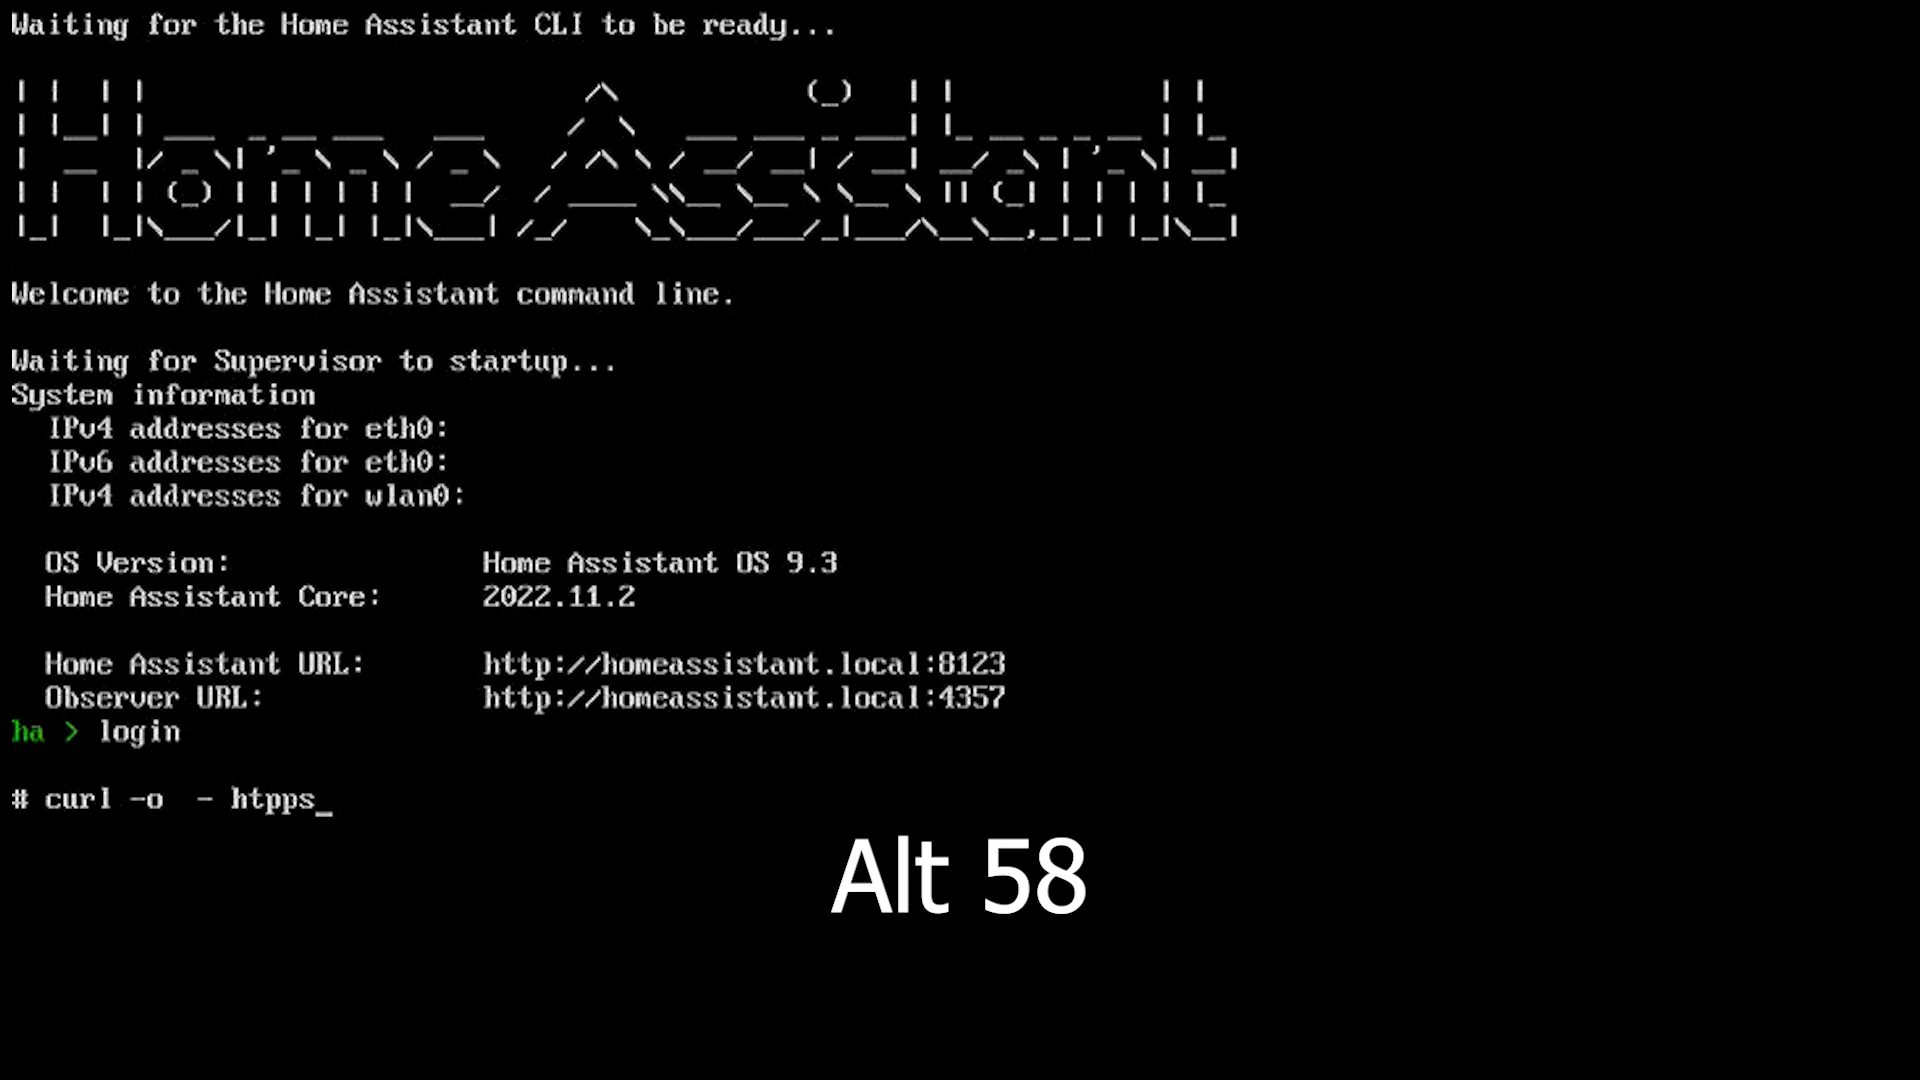 Waiting for the Home Assistant CLI to be ready...
Home Assistant
Welcome to the Home Assistant command line.
Waiting for Supervisor to startup...
System information
IPv4 addresses for eth0:
IPv6 addresses for eth0:
IPv4 addresses for wlan0:
OS Version: Home Assistant OS 9.3
Home Assistant Core: 2022.11.2
Home Assistant URL: http://homeassistant.local:8123
Observer URL: http://homeassistant.local:4357
ha > login
# curl -o  - htpps_
Alt 58